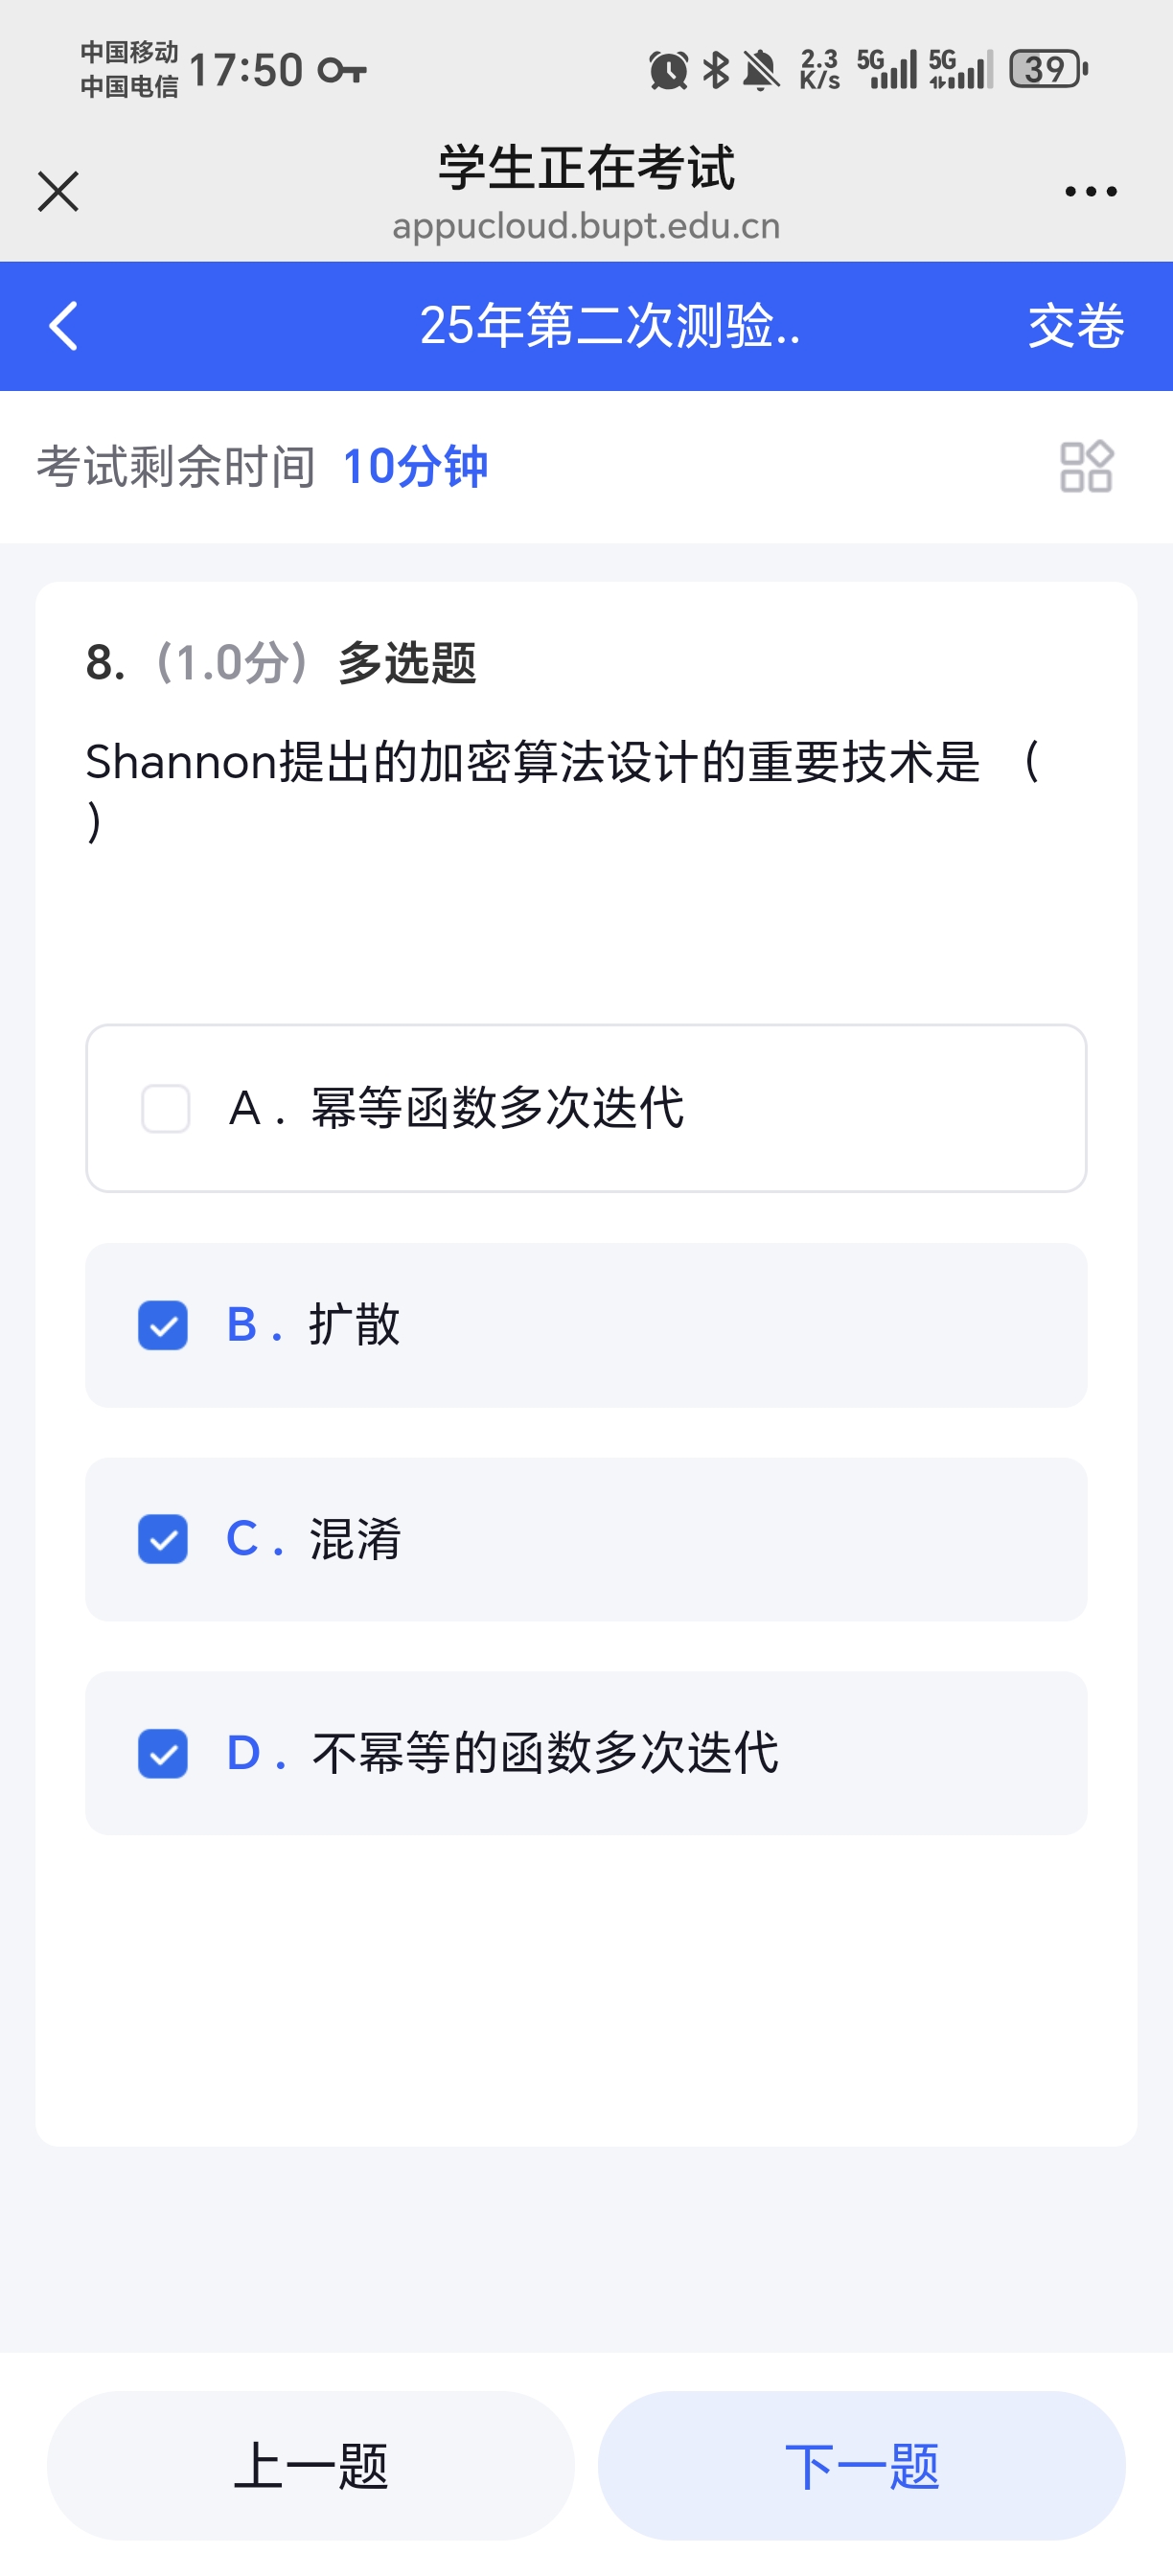 中国移动
中国电信
17:50
2.3
K/s
5G
5G
39
学生正在考试
appucloud.bupt.edu.cn
25年第二次测验..
交卷
考试剩余时间 10分钟
8. (1.0分) 多选题
Shannon提出的加密算法设计的重要技术是 （
）
A. 幂等函数多次迭代
B. 扩散
C. 混淆
D. 不幂等的函数多次迭代
上一题
下一题